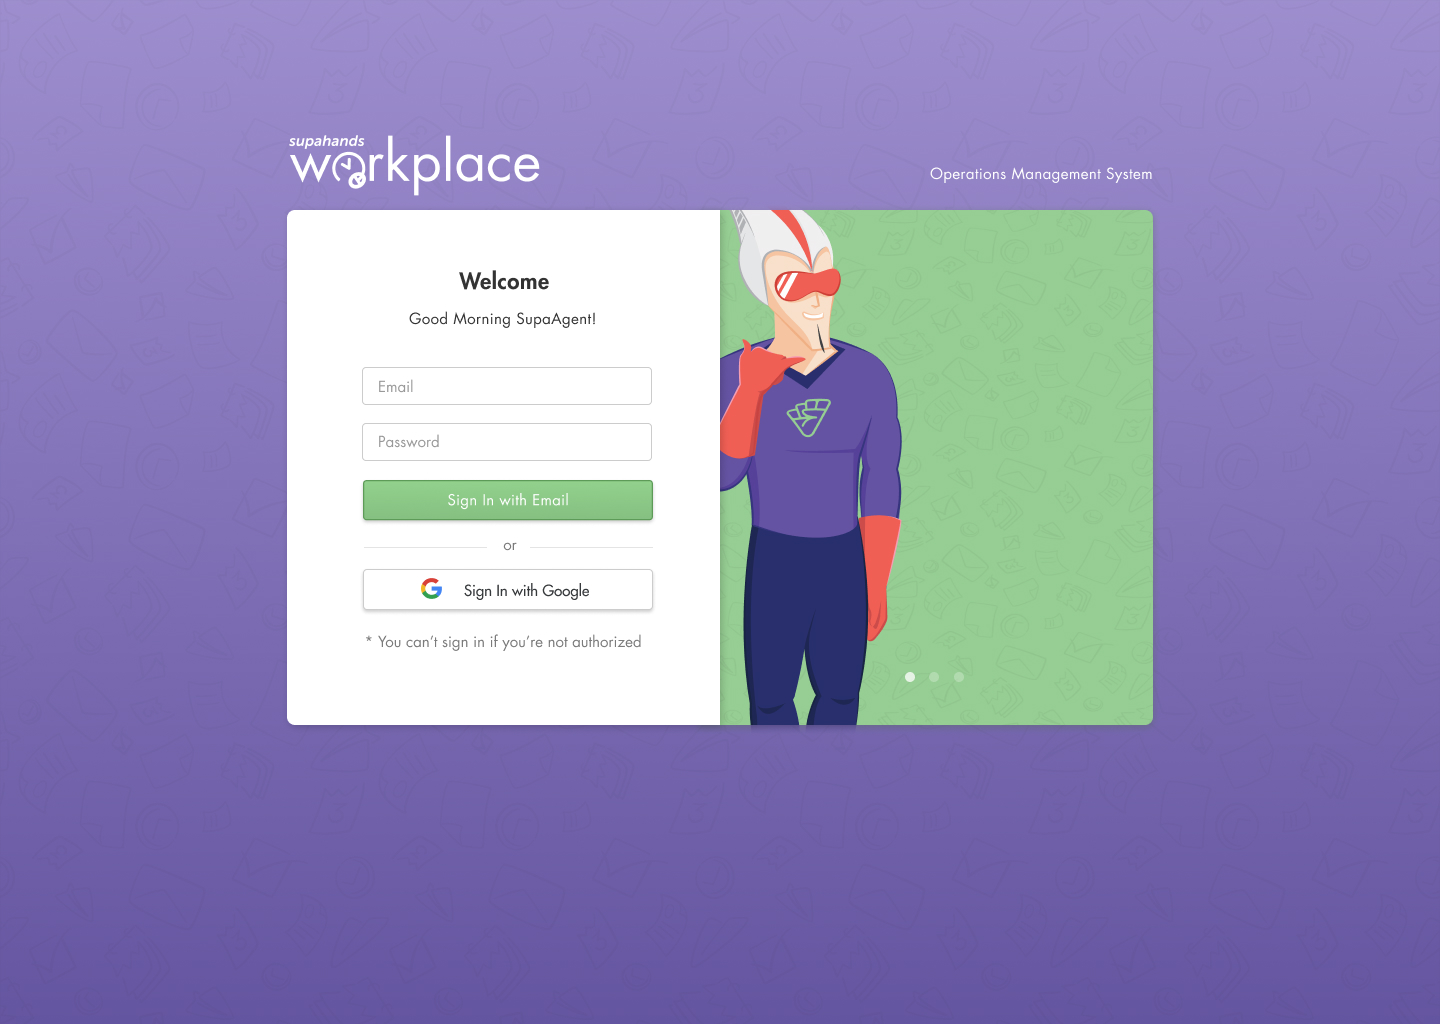 supahands
workplace
Operations Management System
Welcome
Good Morning SupaAgent!
Email
Password
Sign In with Email
or
Sign In with Google
* You can’t sign in if you’re not authorized